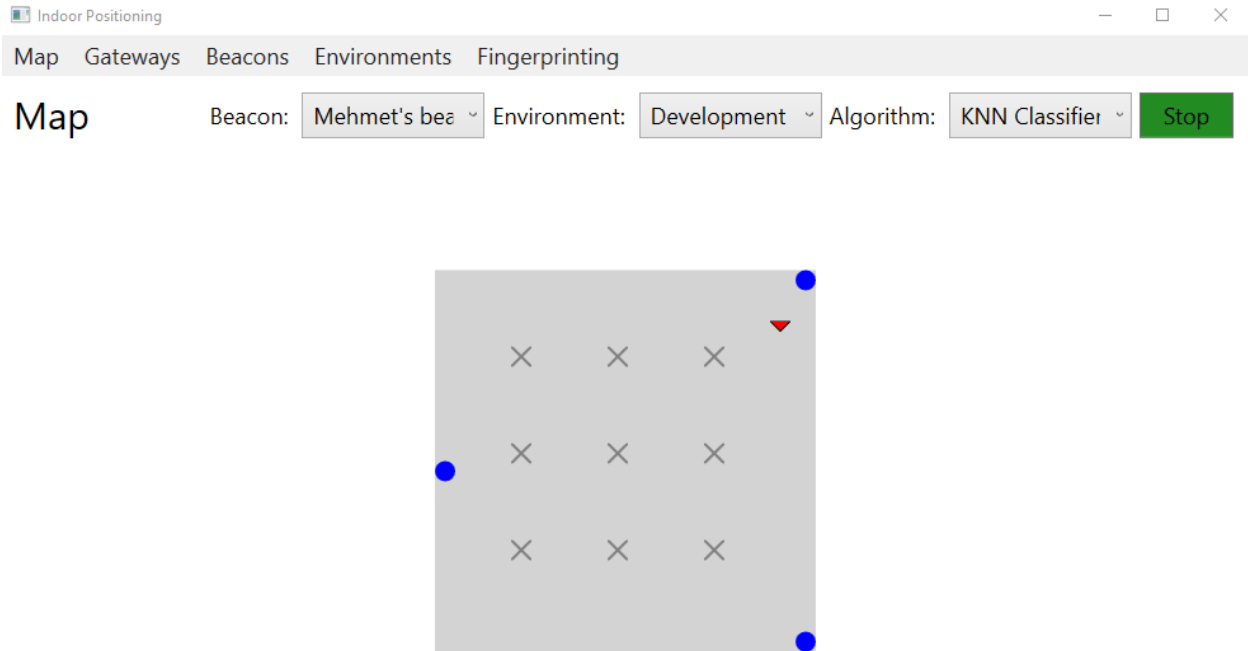 Indoor Positioning
Map Gateways Beacons Environments Fingerprinting
Map Beacon: Mehmet's bea Environment: Development Algorithm: KNN Classifier Stop